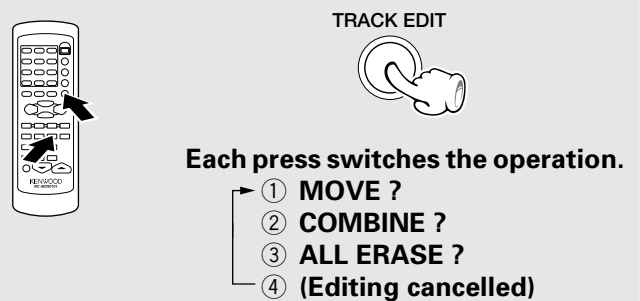 TRACK EDIT
KENWOOD
Each press switches the operation.
① MOVE ?
② COMBINE ?
③ ALL ERASE ?
④ (Editing cancelled)